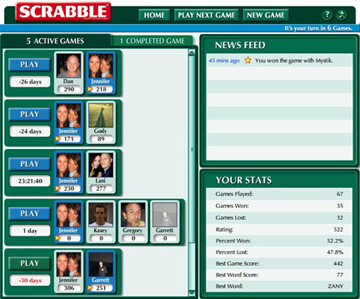 SCRABBLE
HOME PLAY NEXT GAME NEW GAME ?
It's your turn in 6 Games.
5 ACTIVE GAMES 1 COMPLETED GAME
PLAY
-26 days
Dan
290
Jennifer
218
PLAY
-24 days
Jennifer
171
Gody
89
PLAY
23:21:40
Jennifer
230
Lasi
277
PLAY
1 day
Jennifer
0
Kasey
0
Gregory
0
Garrett
0
PLAY
-30 days
Jennifer
306
Garrett
251
NEWS FEED
45 mins ago You won the game with Mystik.
YOUR STATS
Games Played: 67
Games Won: 35
Games Lost: 32
Rating: 522
Percent Won: 52.2%
Percent Lost: 47.8%
Best Game Score: 442
Best Word Score: 77
Best Word: ZANY